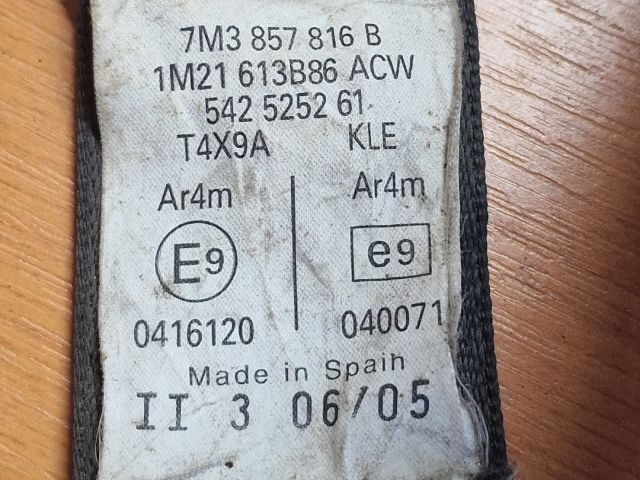 7M3 857 816 B
1M21 613B86 ACW
542 5252 61
T4X9A KLE
Ar4m Ar4m
E9 e9
0416120 040071
Made in Spain
II 3 06/05